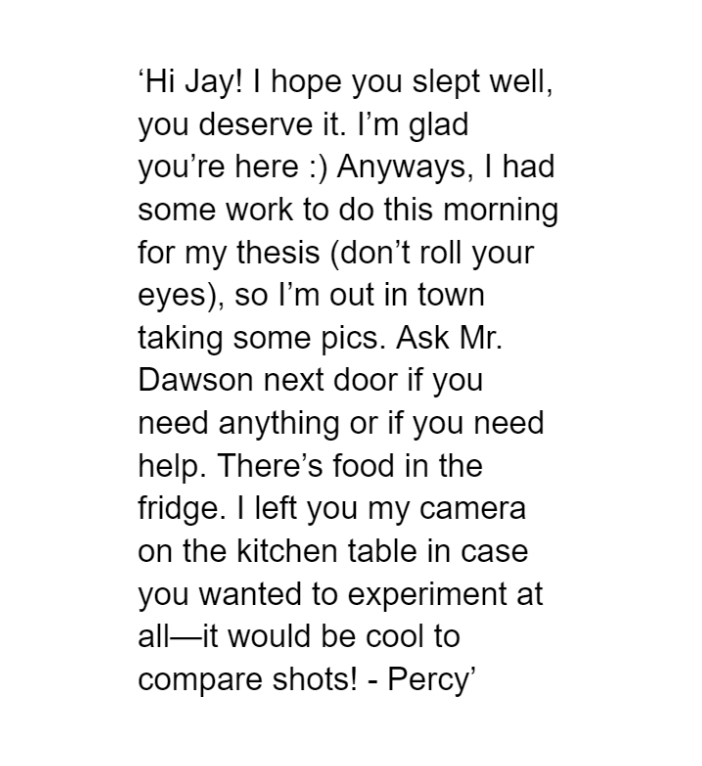 ‘Hi Jay! I hope you slept well,
you deserve it. I’m glad
you’re here :) Anyways, I had
some work to do this morning
for my thesis (don’t roll your
eyes), so I’m out in town
taking some pics. Ask Mr.
Dawson next door if you
need anything or if you need
help. There’s food in the
fridge. I left you my camera
on the kitchen table in case
you wanted to experiment at
all—it would be cool to
compare shots! - Percy’